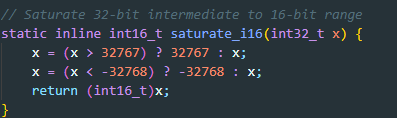 // Saturate 32-bit intermediate to 16-bit range
static inline int16_t saturate_i16(int32_t x) {
    x = (x > 32767) ? 32767 : x;
    x = (x < -32768) ? -32768 : x;
    return (int16_t)x;
}